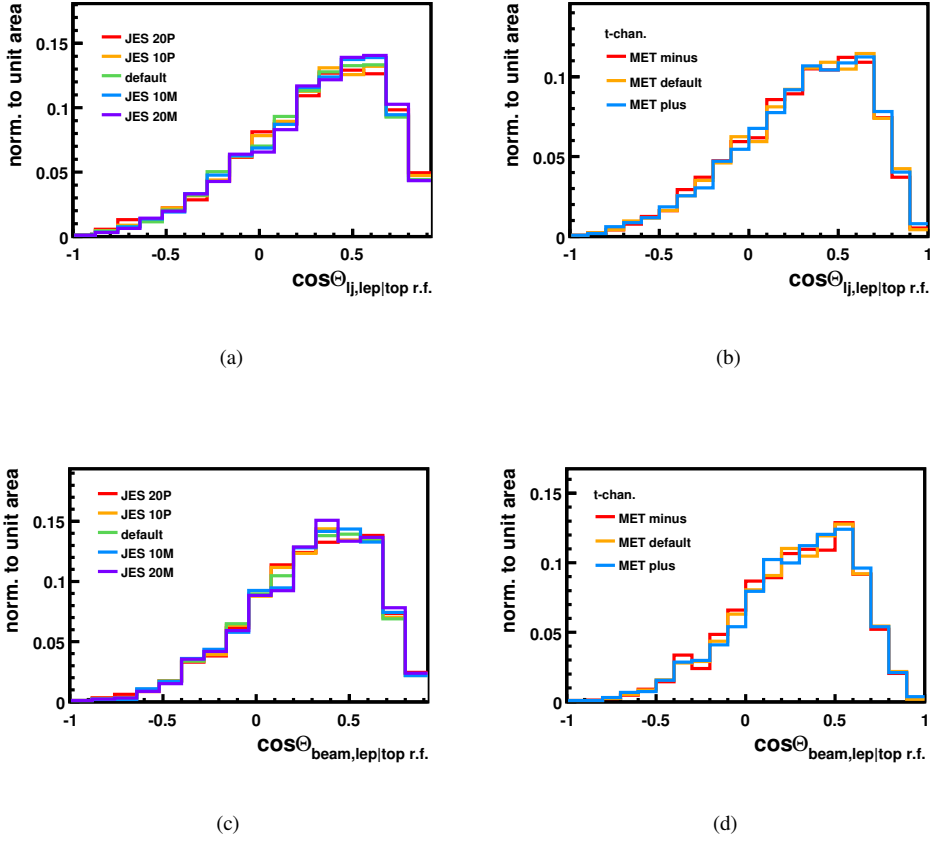 norm. to unit area
0.15
0.1
0.05
0
JES 20P
JES 10P
default
JES 10M
JES 20M
-1 -0.5 0 0.5
cosΘlj,lep|top r.f.
(a)
norm. to unit area
0.15
0.1
0.05
0
t-chan.
MET minus
MET default
MET plus
-1 -0.5 0 0.5 1
cosΘlj,lep|top r.f.
(b)
norm. to unit area
0.15
0.1
0.05
0
JES 20P
JES 10P
default
JES 10M
JES 20M
-1 -0.5 0 0.5
cosΘbeam,lep|top r.f.
(c)
norm. to unit area
0.15
0.1
0.05
0
t-chan.
MET minus
MET default
MET plus
-1 -0.5 0 0.5 1
cosΘbeam,lep|top r.f.
(d)